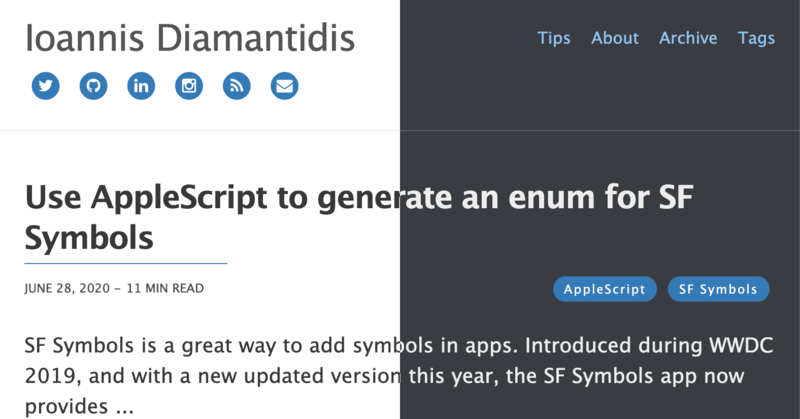 Ioannis Diamantidis
Tips About Archive Tags
Use AppleScript to generate an enum for SF
Symbols
JUNE 28, 2020 – 11 MIN READ
AppleScript SF Symbols
SF Symbols is a great way to add symbols in apps. Introduced during WWDC
2019, and with a new updated version this year, the SF Symbols app now
provides ...